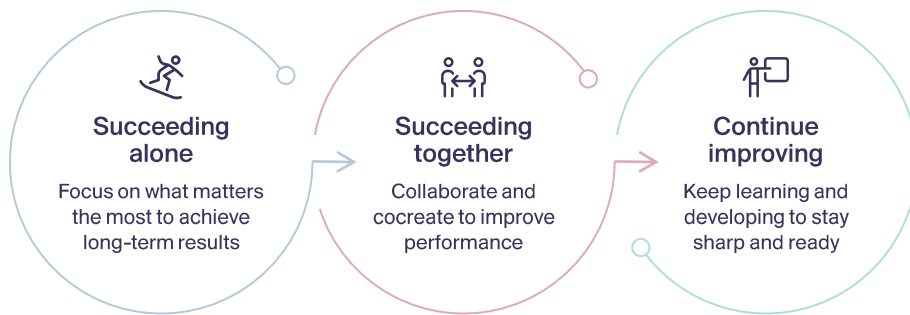 Succeeding
alone
Focus on what matters
the most to achieve
long-term results
Succeeding
together
Collaborate and
cocreate to improve
performance
Continue
improving
Keep learning and
developing to stay
sharp and ready